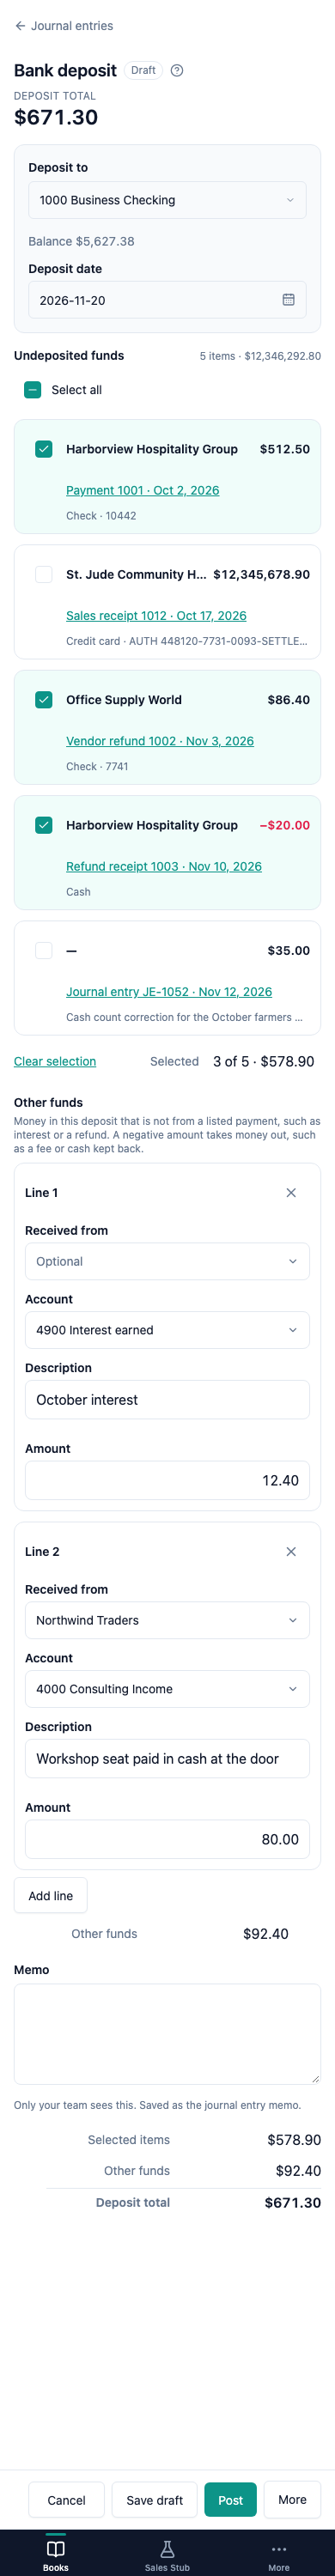 Journal entries
Bank deposit Draft
DEPOSIT TOTAL
$671.30
Deposit to
1000 Business Checking
Balance $5,627.38
Deposit date
2026-11-20
Undeposited funds 5 items · $12,346,292.80
Select all
Harborview Hospitality Group $512.50
Payment 1001 · Oct 2, 2026
Check · 10442
St. Jude Community H... $12,345,678.90
Sales receipt 1012 · Oct 17, 2026
Credit card · AUTH 448120-7731-0093-SETTLE...
Office Supply World $86.40
Vendor refund 1002 · Nov 3, 2026
Check · 7741
Harborview Hospitality Group −$20.00
Refund receipt 1003 · Nov 10, 2026
Cash
— $35.00
Journal entry JE-1052 · Nov 12, 2026
Cash count correction for the October farmers ...
Clear selection Selected 3 of 5 · $578.90
Other funds
Money in this deposit that is not from a listed payment, such as
interest or a refund. A negative amount takes money out, such
as a fee or cash kept back.
Line 1
Received from
Optional
Account
4900 Interest earned
Description
October interest
Amount
12.40
Line 2
Received from
Northwind Traders
Account
4000 Consulting Income
Description
Workshop seat paid in cash at the door
Amount
80.00
Add line
Other funds $92.40
Memo
Only your team sees this. Saved as the journal entry memo.
Selected items $578.90
Other funds $92.40
Deposit total $671.30
Cancel Save draft Post More
Books Sales Stub More